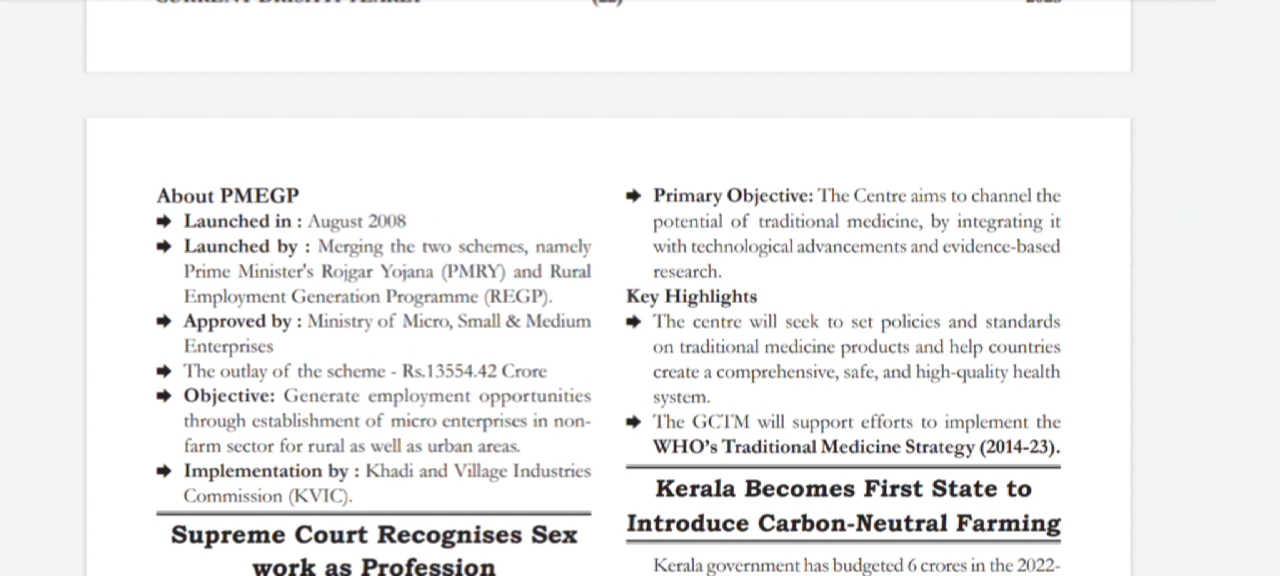 About PMEGP
➡ Launched in : August 2008
➡ Launched by : Merging the two schemes, namely
Prime Minister's Rojgar Yojana (PMRY) and Rural
Employment Generation Programme (REGP).
➡ Approved by : Ministry of Micro, Small & Medium
Enterprises
➡ The outlay of the scheme - Rs.13554.42 Crore
➡ Objective: Generate employment opportunities
through establishment of micro enterprises in non-
farm sector for rural as well as urban areas.
➡ Implementation by : Khadi and Village Industries
Commission (KVIC).
Supreme Court Recognises Sex
work as Profession
➡ Primary Objective: The Centre aims to channel the
potential of traditional medicine, by integrating it
with technological advancements and evidence-based
research.
Key Highlights
➡ The centre will seek to set policies and standards
on traditional medicine products and help countries
create a comprehensive, safe, and high-quality health
system.
➡ The GCTM will support efforts to implement the
WHO's Traditional Medicine Strategy (2014-23).
Kerala Becomes First State to
Introduce Carbon-Neutral Farming
Kerala government has budgeted 6 crores in the 2022-